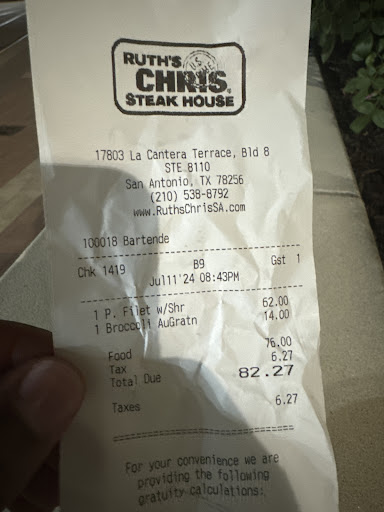 RUTH'S
CHRIS
STEAK HOUSE
17803 La Cantera Terrace, Bld 8
STE 8110
San Antonio, TX 78256
(210) 538-8792
www.RuthsChrisSA.com
100018 Bartende
Chk 1419 B9 Gst 1
Jul11'24 08:43PM
1 P. Filet w/Shr 62.00
1 Broccoli AuGratn 14.00
Food 76.00
Tax 6.27
Total Due 82.27
Taxes 6.27
For your convenience we are
providing the following
gratuity calculations: